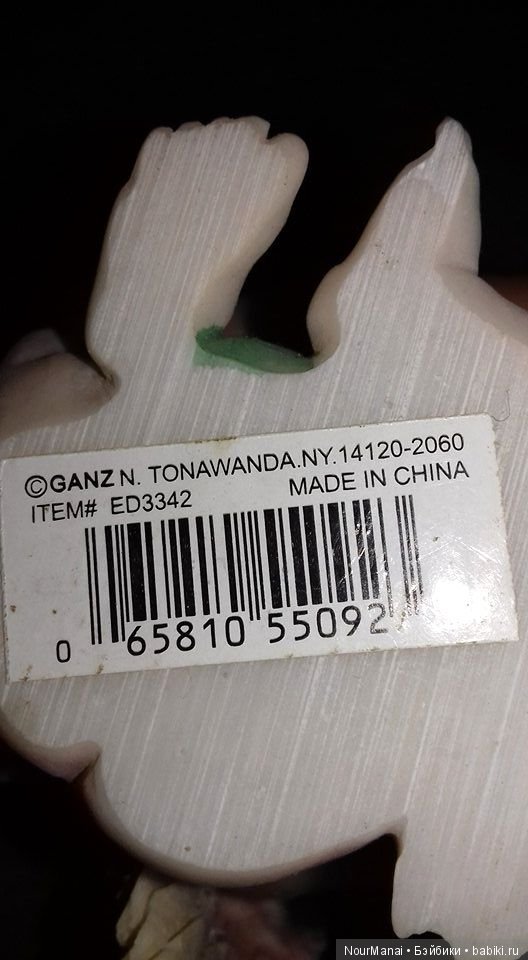 ©GANZ N. TONAWANDA.NY.14120-2060
ITEM# ED3342 MADE IN CHINA
0 65810 55092
NourManai • Бэйбики • babiki.ru